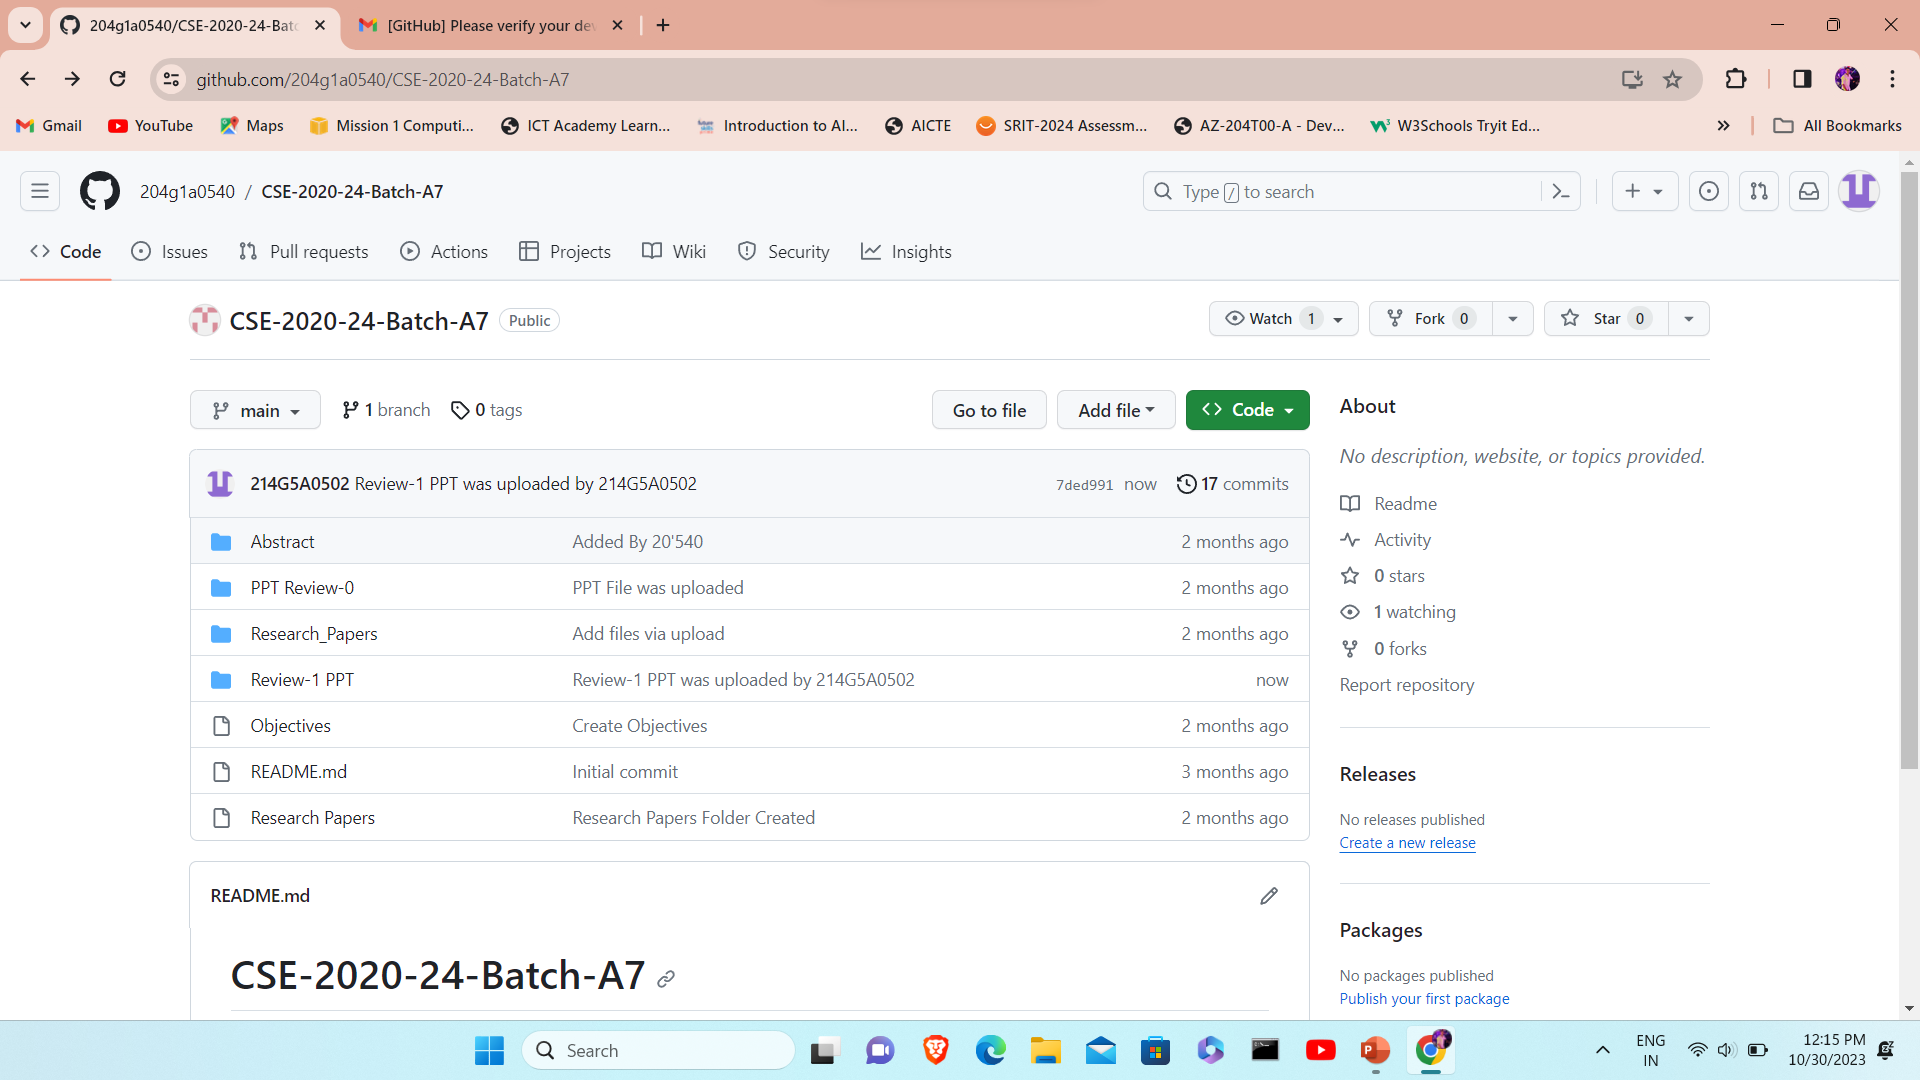 204g1a0540/CSE-2020-24-Batc
[GitHub] Please verify your dev
github.com/204g1a0540/CSE-2020-24-Batch-A7
Gmail YouTube Maps Mission 1 Computi... ICT Academy Learn... Introduction to AI... AICTE SRIT-2024 Assessm... AZ-204T00-A - Dev... W3Schools Tryit Ed... » All Bookmarks
204g1a0540 / CSE-2020-24-Batch-A7 Type / to search
Code Issues Pull requests Actions Projects Wiki Security Insights
CSE-2020-24-Batch-A7 Public Watch 1 Fork 0 Star 0
main 1 branch 0 tags Go to file Add file Code
About
No description, website, or topics provided.
214G5A0502 Review-1 PPT was uploaded by 214G5A0502 7ded991 now 17 commits
Abstract Added By 20'540 2 months ago
PPT Review-0 PPT File was uploaded 2 months ago
Research_Papers Add files via upload 2 months ago
Review-1 PPT Review-1 PPT was uploaded by 214G5A0502 now
Objectives Create Objectives 2 months ago
README.md Initial commit 3 months ago
Research Papers Research Papers Folder Created 2 months ago
Readme
Activity
0 stars
1 watching
0 forks
Report repository
Releases
No releases published
Create a new release
Packages
No packages published
Publish your first package
README.md
CSE-2020-24-Batch-A7
Search
ENG
IN
12:15 PM
10/30/2023